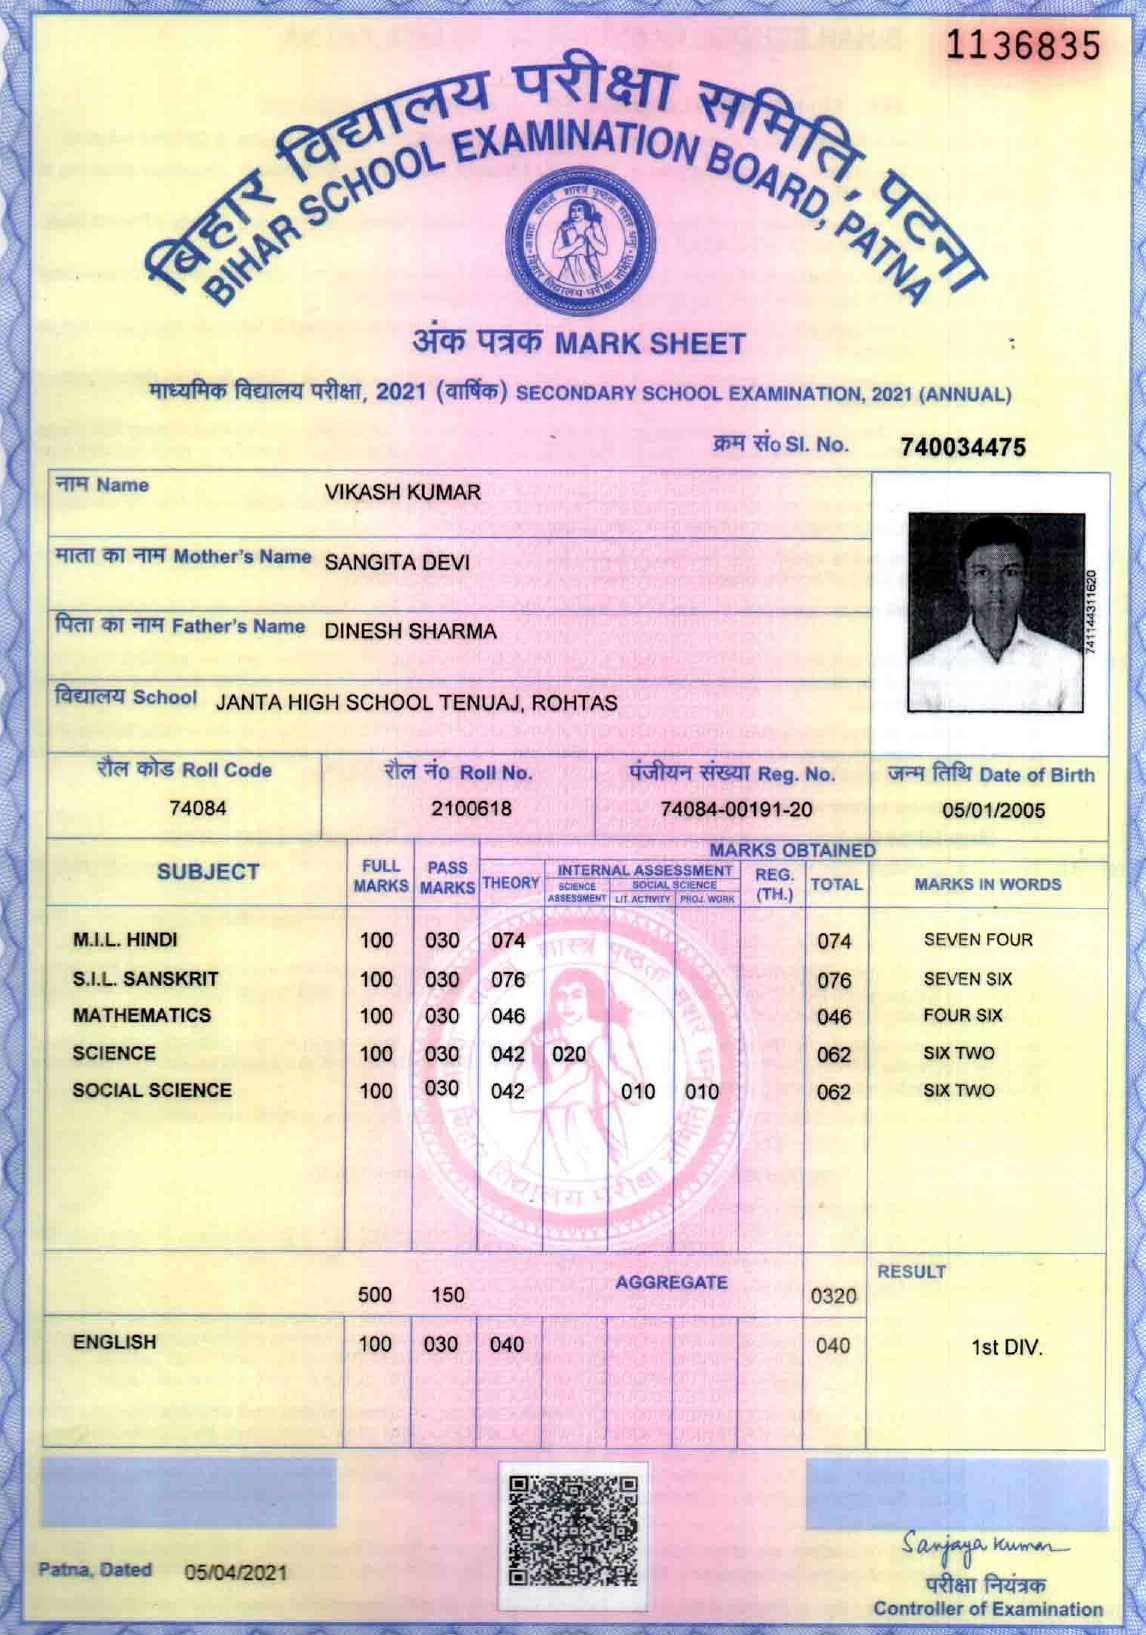 1136835
बिहार विद्यालय परीक्षा समिति, पटना
BIHAR SCHOOL EXAMINATION BOARD, PATNA
अंक पत्रक MARK SHEET
माध्यमिक विद्यालय परीक्षा, 2021 (वार्षिक) SECONDARY SCHOOL EXAMINATION, 2021 (ANNUAL)
क्रम सं० Sl. No. 740034475
नाम Name VIKASH KUMAR
माता का नाम Mother's Name SANGITA DEVI
पिता का नाम Father's Name DINESH SHARMA
741144311620
विद्यालय School JANTA HIGH SCHOOL TENUAJ, ROHTAS
रौल कोड Roll Code रौल नं० Roll No. पंजीयन संख्या Reg. No. जन्म तिथि Date of Birth
74084 2100618 74084-00191-20 05/01/2005
MARKS OBTAINED
SUBJECT FULL MARKS PASS MARKS THEORY INTERNAL ASSESSMENT REG. (TH.) TOTAL MARKS IN WORDS
SCIENCE ASSESSMENT SOCIAL SCIENCE
LIT. ACTIVITY PROJ. WORK
M.I.L. HINDI 100 030 074 074 SEVEN FOUR
S.I.L. SANSKRIT 100 030 076 076 SEVEN SIX
MATHEMATICS 100 030 046 046 FOUR SIX
SCIENCE 100 030 042 020 062 SIX TWO
SOCIAL SCIENCE 100 030 042 010 010 062 SIX TWO
बिहार विद्यालय परीक्षा समिति
500 150 AGGREGATE 0320
RESULT
ENGLISH 100 030 040 040 1st DIV.
Sanjaya Kumar
Patna, Dated 05/04/2021
परीक्षा नियंत्रक
Controller of Examination